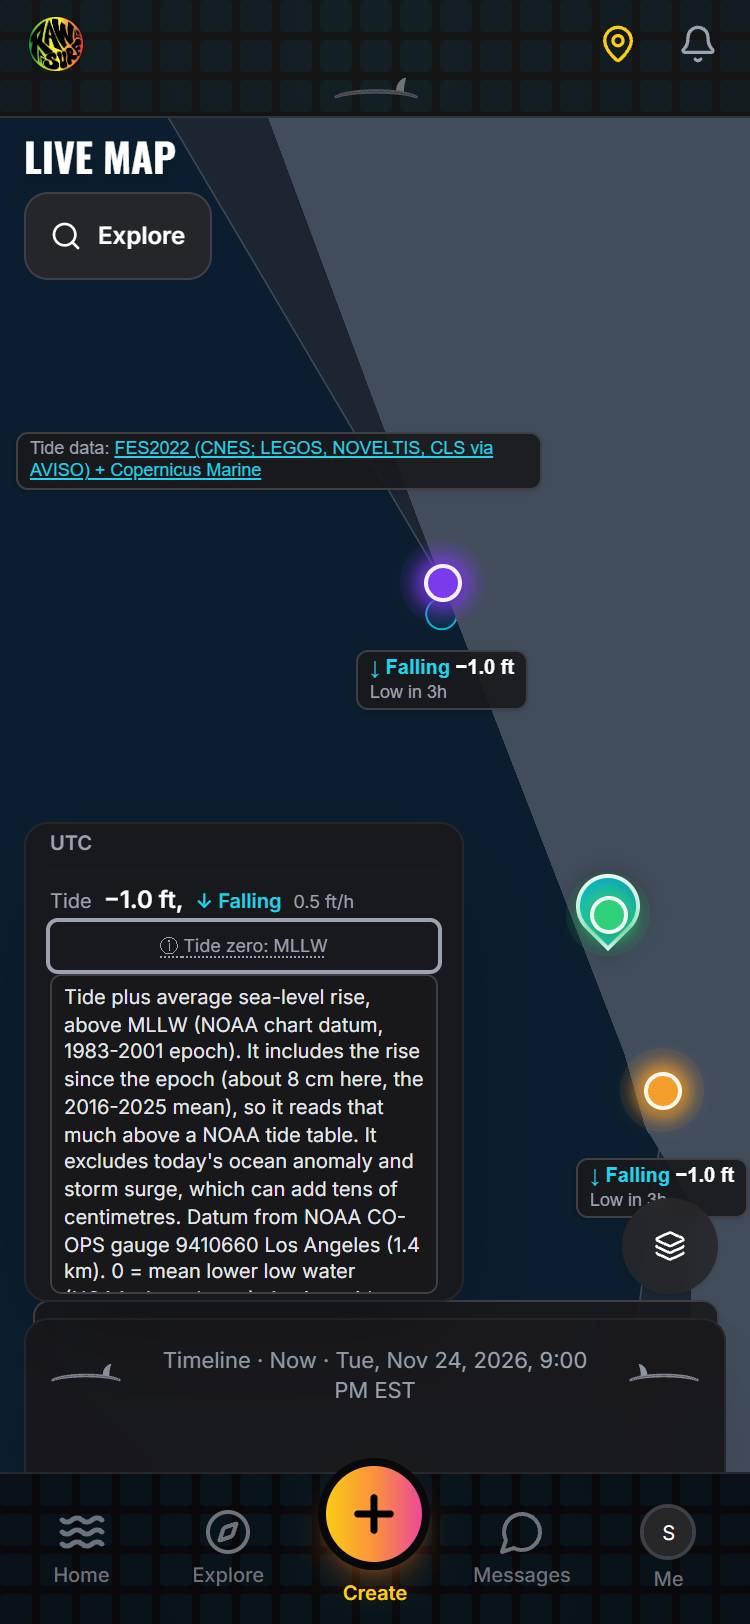 LIVE MAP
Explore
Tide data: FES2022 (CNES; LEGOS, NOVELTIS, CLS via
AVISO) + Copernicus Marine
↓ Falling −1.0 ft
Low in 3h
UTC
Tide −1.0 ft, ↓ Falling 0.5 ft/h
ⓘ Tide zero: MLLW
Tide plus average sea-level rise,
above MLLW (NOAA chart datum,
1983-2001 epoch). It includes the rise
since the epoch (about 8 cm here, the
2016-2025 mean), so it reads that
much above a NOAA tide table. It
excludes today's ocean anomaly and
storm surge, which can add tens of
centimetres. Datum from NOAA CO-
OPS gauge 9410660 Los Angeles (1.4
km). 0 = mean lower low water
↓ Falling −1.0 ft
Low in 3h
Timeline · Now · Tue, Nov 24, 2026, 9:00
PM EST
Home
Explore
Create
Messages
S
Me